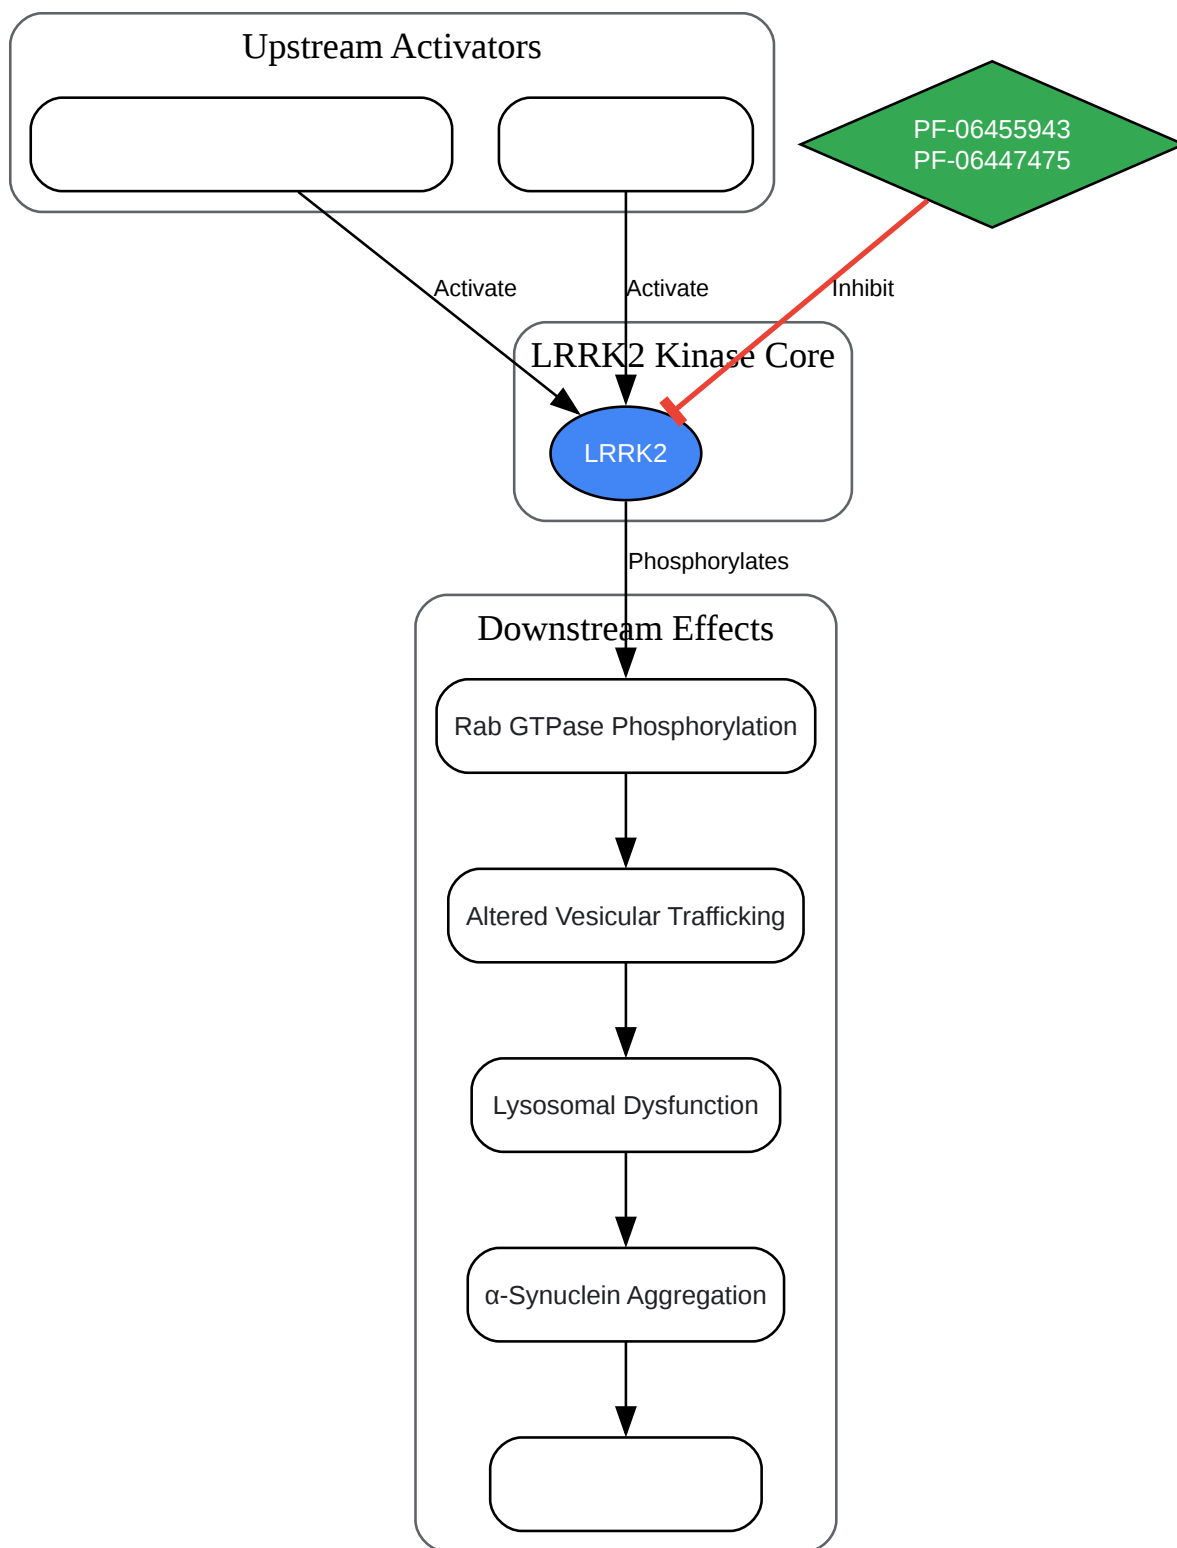 Upstream Activators
PF-06455943
PF-06447475
Activate
Activate
Inhibit
LRRK2 Kinase Core
LRRK2
Phosphorylates
Downstream Effects
Rab GTPase Phosphorylation
Altered Vesicular Trafficking
Lysosomal Dysfunction
α-Synuclein Aggregation